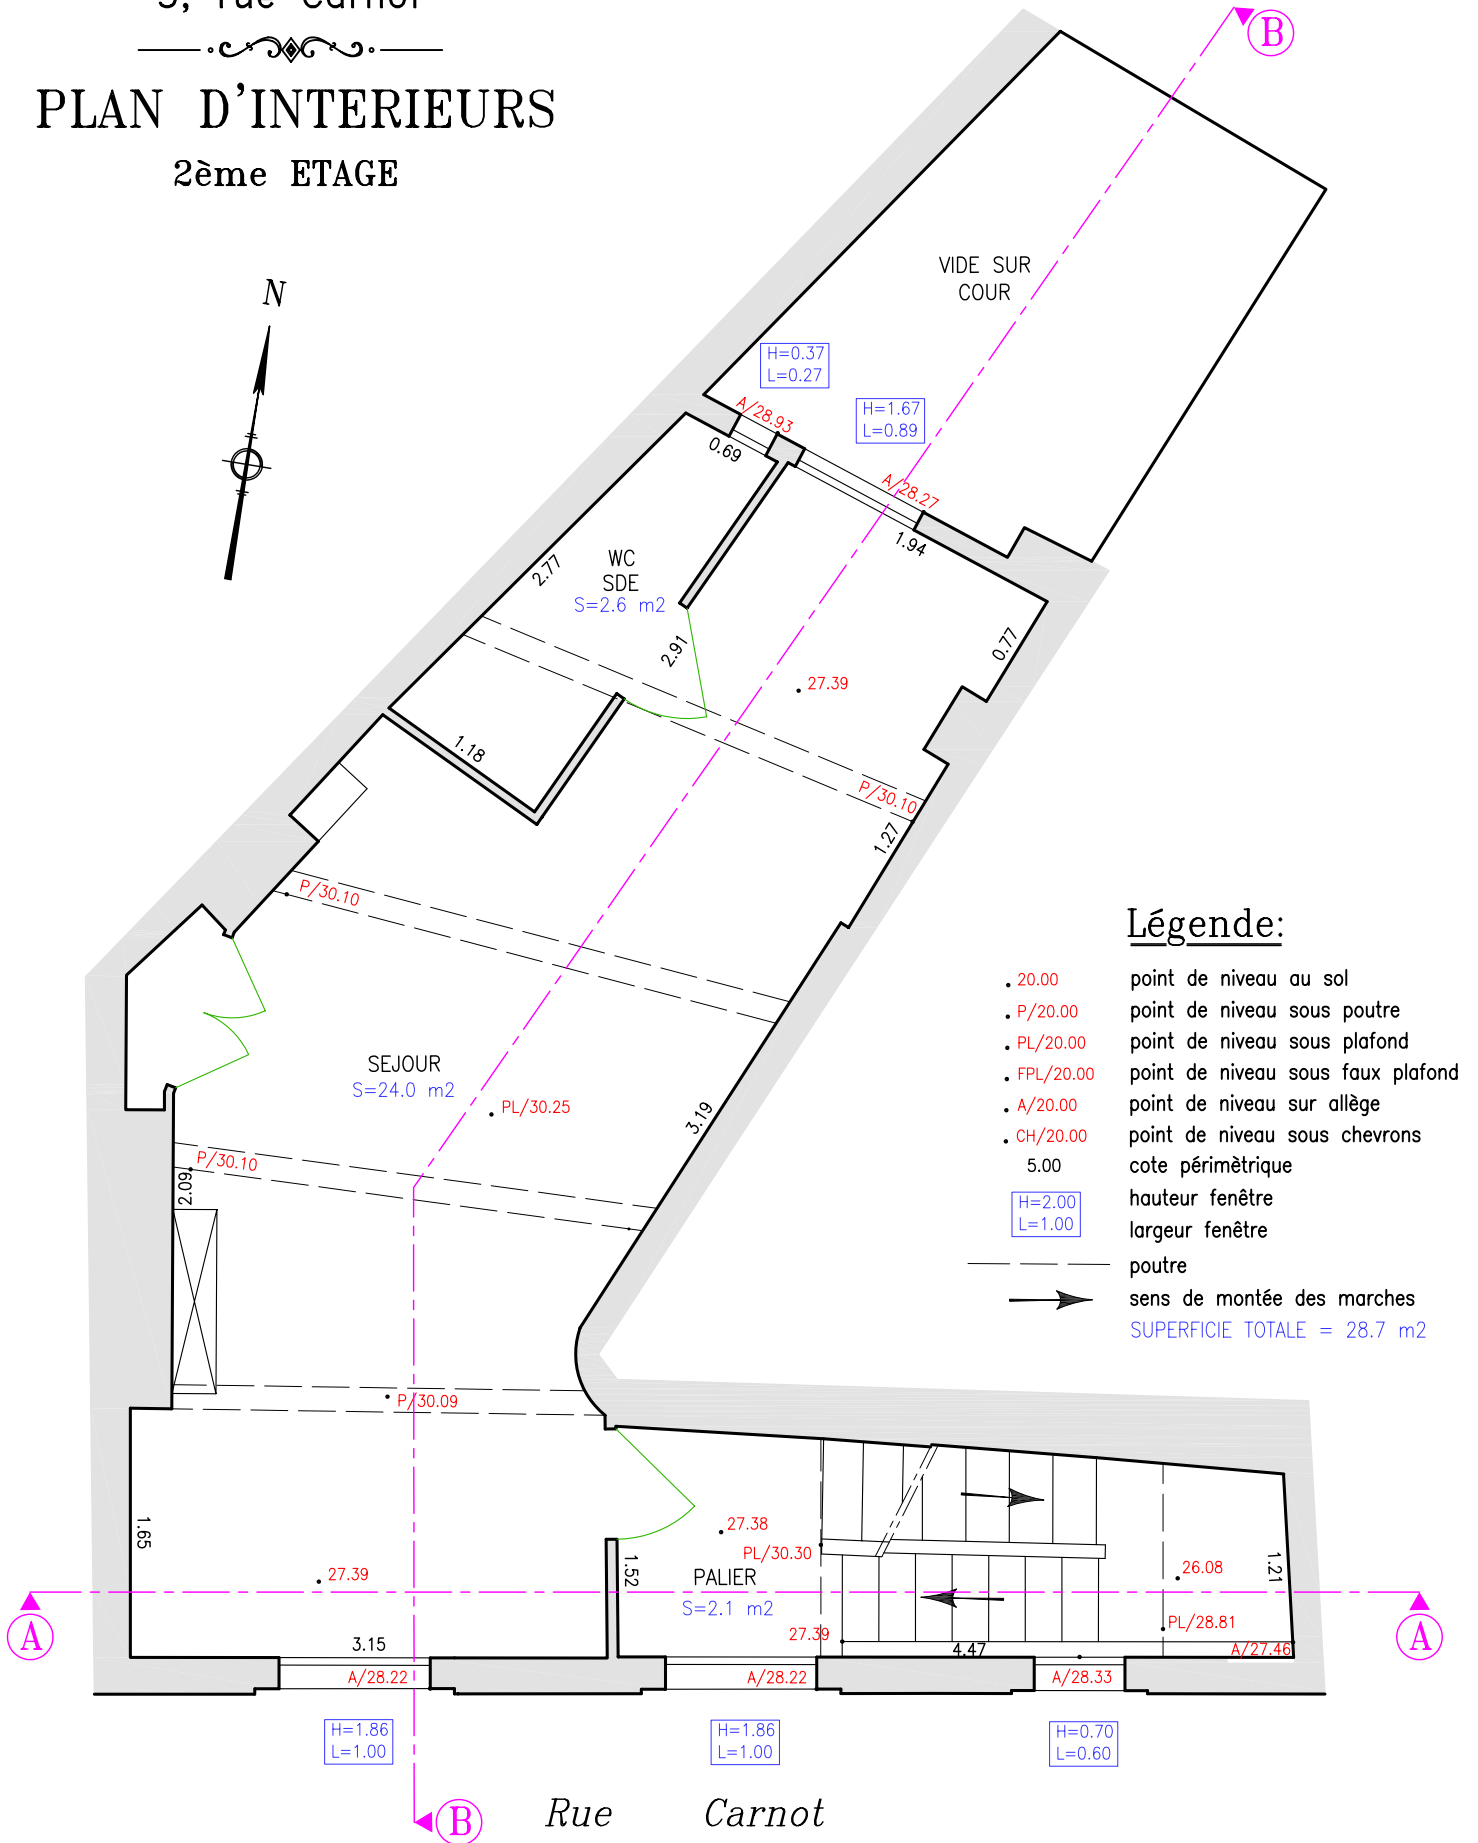 PLAN D'INTERIEURS
2ème ETAGE
N
B
VIDE SUR
COUR
H=0.37
L=0.27
A/28.93
H=1.67
L=0.89
A/28.27
0.69
1.94
2.77
WC
SDE
S=2.6 m2
2.91
0.77
27.39
1.18
P/30.10
1.27
P/30.10
SEJOUR
S=24.0 m2
PL/30.25
3.19
P/30.10
2.09
P/30.09
1.65
27.39
3.15
A/28.22
27.38
PL/30.30
1.52
PALIER
S=2.1 m2
27.39
A/28.22
4.47
26.08
1.21
PL/28.81
A/27.46
A/28.33
A
A
H=1.86
L=1.00
H=1.86
L=1.00
H=0.70
L=0.60
B
Rue Carnot
Légende:
20.00 point de niveau au sol
P/20.00 point de niveau sous poutre
PL/20.00 point de niveau sous plafond
FPL/20.00 point de niveau sous faux plafond
A/20.00 point de niveau sur allège
CH/20.00 point de niveau sous chevrons
5.00 cote périmètrique
H=2.00 hauteur fenêtre
L=1.00 largeur fenêtre
poutre
sens de montée des marches
SUPERFICIE TOTALE = 28.7 m2